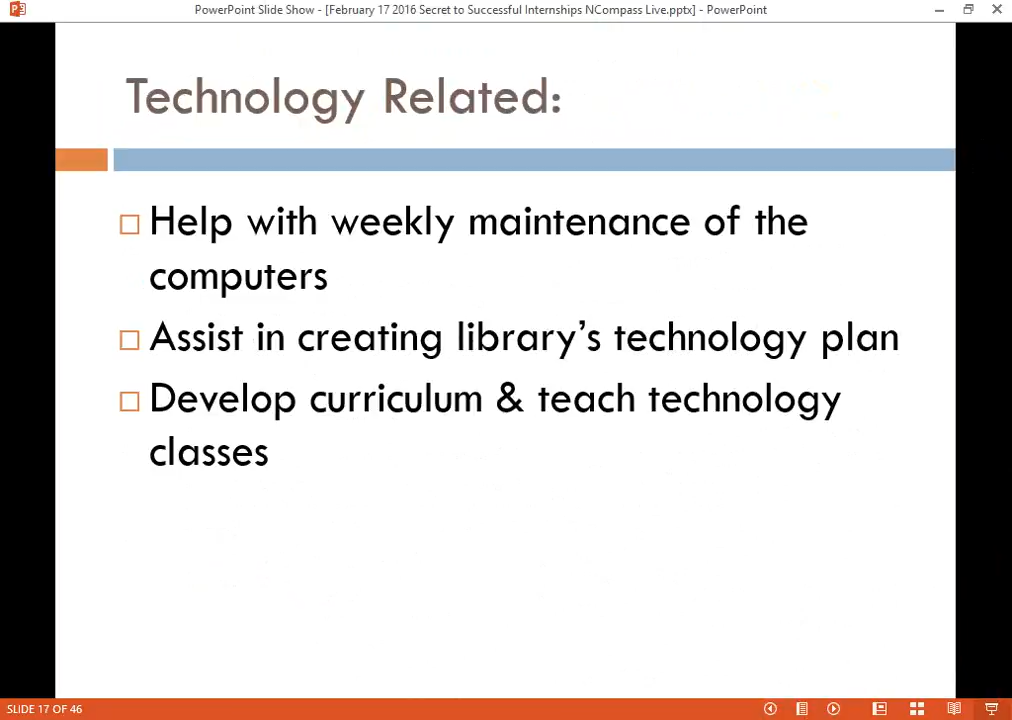 PowerPoint Slide Show - [February 17 2016 Secret to Successful Internships NCompass Live.pptx] - PowerPoint
Technology Related:
Help with weekly maintenance of the
computers
Assist in creating library’s technology plan
Develop curriculum & teach technology
classes
SLIDE 17 OF 46